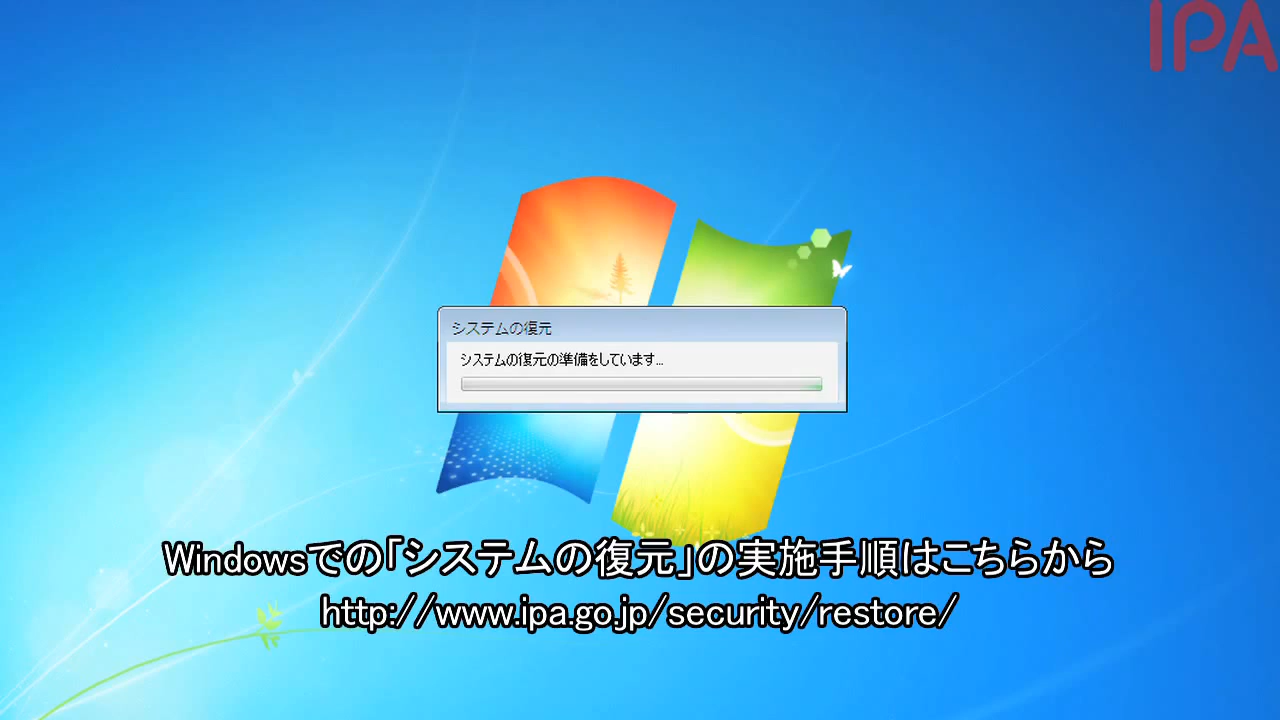 IPA
システムの復元
システムの復元の準備をしています...
Windowsでの「システムの復元」の実施手順はこちらから
http://www.ipa.go.jp/security/restore/